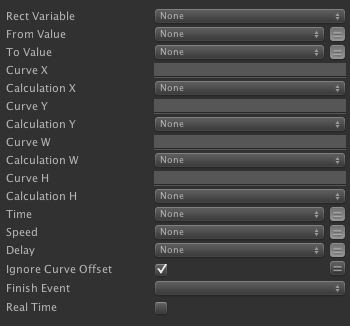 Rect Variable None
From Value None
To Value None
Curve X
Calculation X None
Curve Y
Calculation Y None
Curve W
Calculation W None
Curve H
Calculation H None
Time None
Speed None
Delay None
Ignore Curve Offset
Finish Event
Real Time